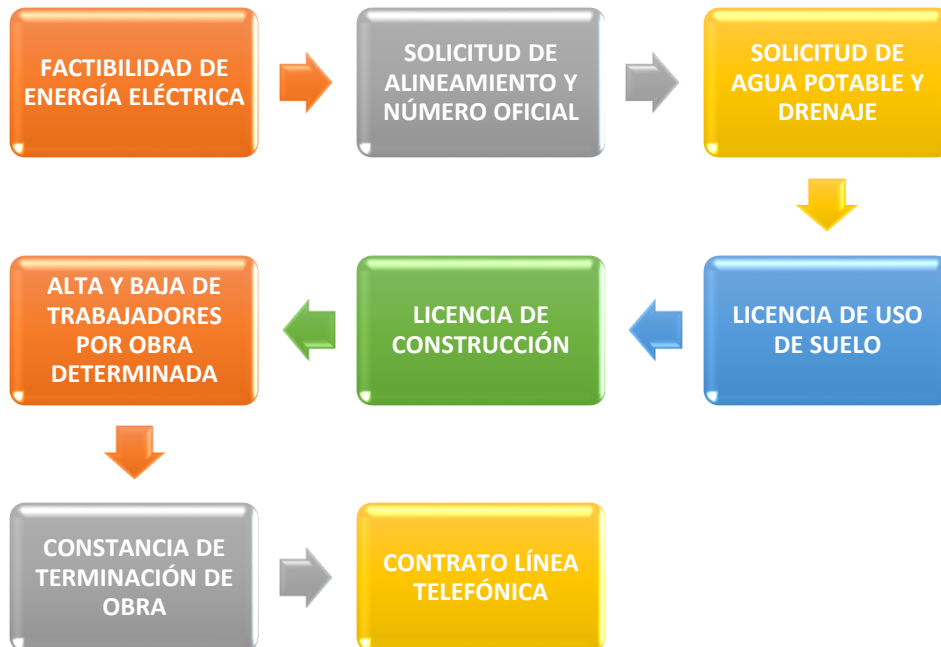 FACTIBILIDAD DE
ENERGÍA ELÉCTRICA
SOLICITUD DE
ALINEAMIENTO Y
NÚMERO OFICIAL
SOLICITUD DE
AGUA POTABLE Y
DRENAJE
LICENCIA DE USO
DE SUELO
LICENCIA DE
CONSTRUCCIÓN
ALTA Y BAJA DE
TRABAJADORES
POR OBRA
DETERMINADA
CONSTANCIA DE
TERMINACIÓN DE
OBRA
CONTRATO LÍNEA
TELEFÓNICA